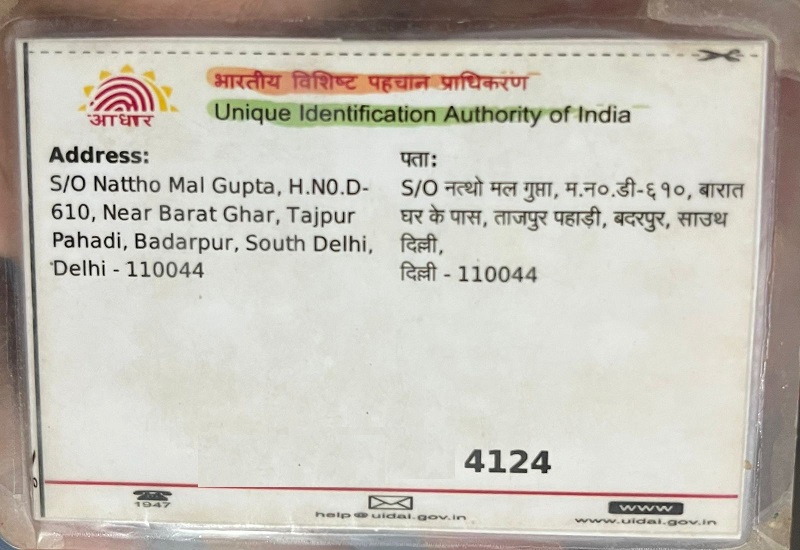 भारतीय विशिष्ट पहचान प्राधिकरण
Unique Identification Authority of India
आधार
Address:
S/O Nattho Mal Gupta, H.N0.D-
610, Near Barat Ghar, Tajpur
Pahadi, Badarpur, South Delhi,
Delhi - 110044
पता:
S/O नत्थो मल गुप्ता, म.न०.डी-६१०, बारात
घर के पास, ताजपुर पहाड़ी, बदरपुर, साउथ
दिल्ली,
दिल्ली - 110044
4124
1947
help@uidai.gov.in
www
www.uidai.gov.in